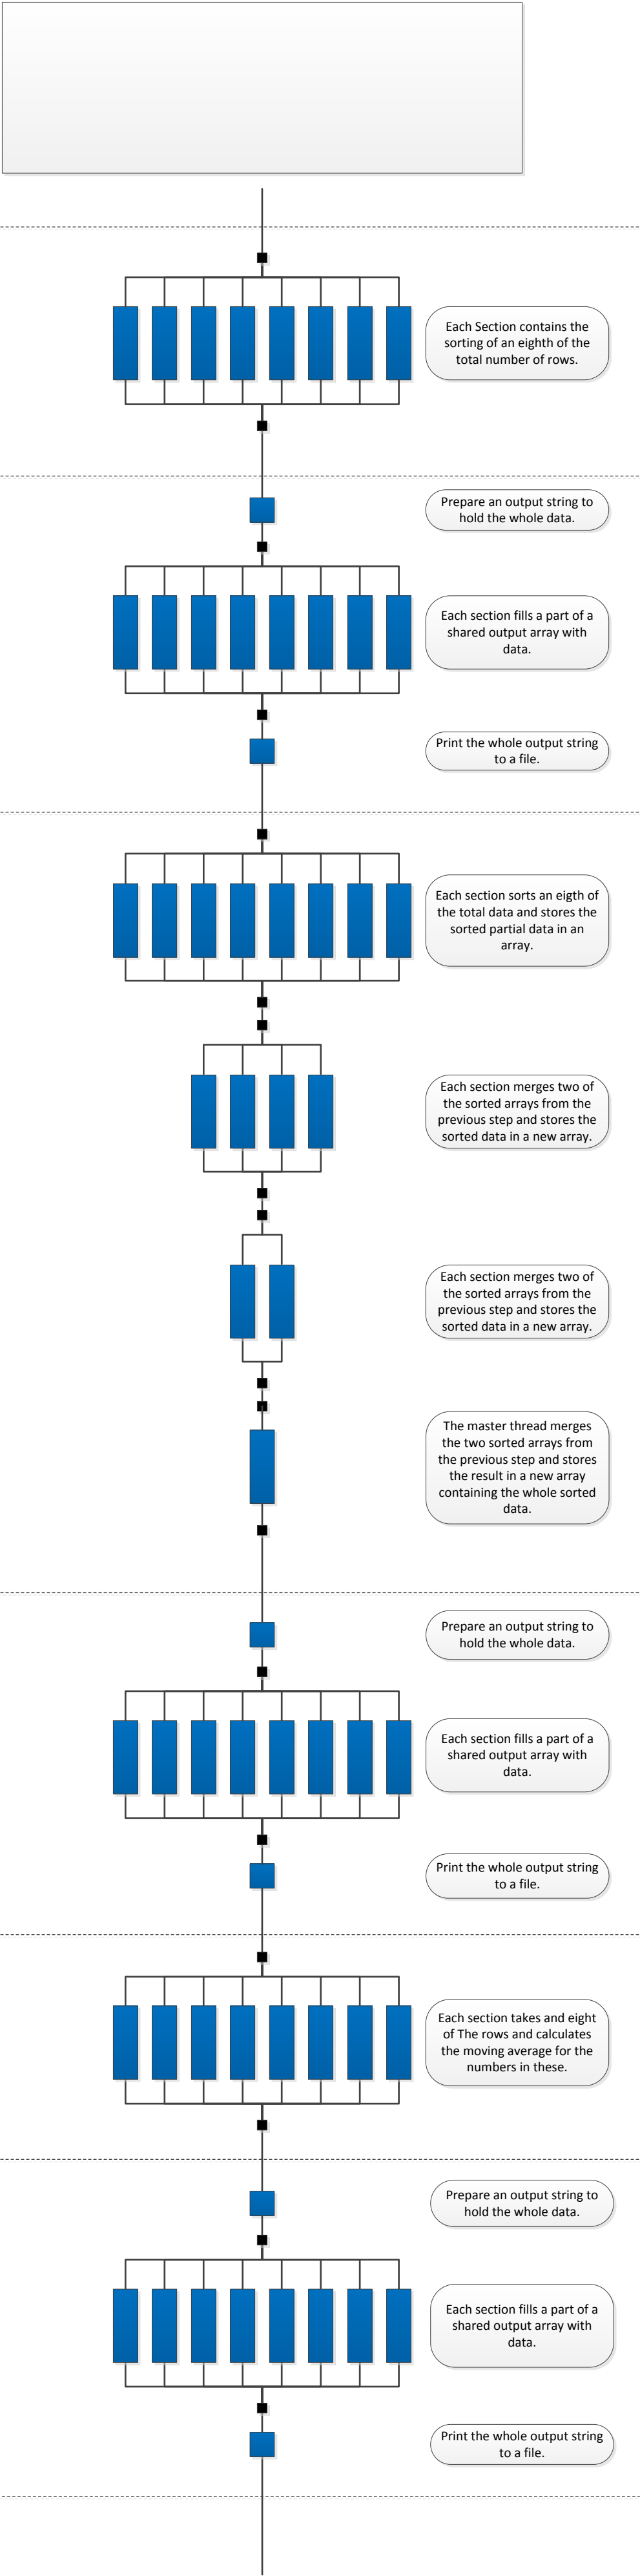 Each Section contains the
sorting of an eighth of the
total number of rows.
Prepare an output string to
hold the whole data.
Each section fills a part of a
shared output array with
data.
Print the whole output string
to a file.
Each section sorts an eigth of
the total data and stores the
sorted partial data in an
array.
Each section merges two of
the sorted arrays from the
previous step and stores the
sorted data in a new array.
Each section merges two of
the sorted arrays from the
previous step and stores the
sorted data in a new array.
The master thread merges
the two sorted arrays from
the previous step and stores
the result in a new array
containing the whole sorted
data.
Prepare an output string to
hold the whole data.
Each section fills a part of a
shared output array with
data.
Print the whole output string
to a file.
Each section takes and eight
of The rows and calculates
the moving average for the
numbers in these.
Prepare an output string to
hold the whole data.
Each section fills a part of a
shared output array with
data.
Print the whole output string
to a file.